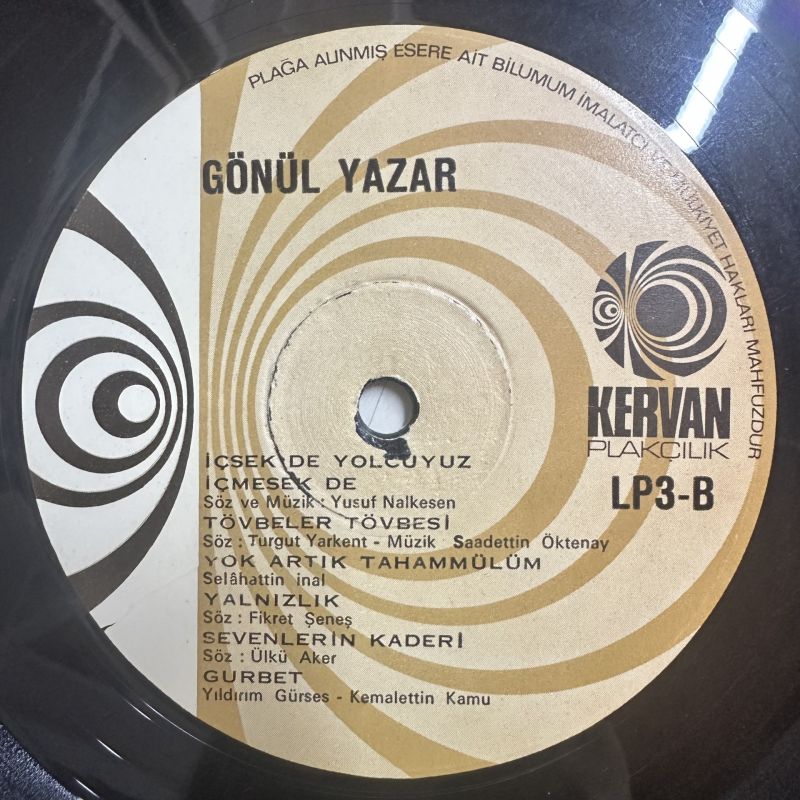 PLAĞA ALINMIŞ ESERE AİT BİLUMUM İMALATCI VE MÜLKİYET HAKLARI MAHFUZDUR
GÖNÜL YAZAR
KERVAN
PLAKCILIK
LP3-B
İÇSEK DE YOLCUYUZ
İÇMESEK DE
Söz ve Müzik : Yusuf Nalkesen
TÖVBELER TÖVBESİ
Söz : Turgut Yarkent - Müzik Saadettin Öktenay
YOK ARTIK TAHAMMÜLÜM
Selâhattin inal
YALNIZLIK
Söz : Fikret Şeneş
SEVENLERİN KADERİ
Söz : Ülkü Aker
GURBET
Yıldırım Gürses - Kemalettin Kamu